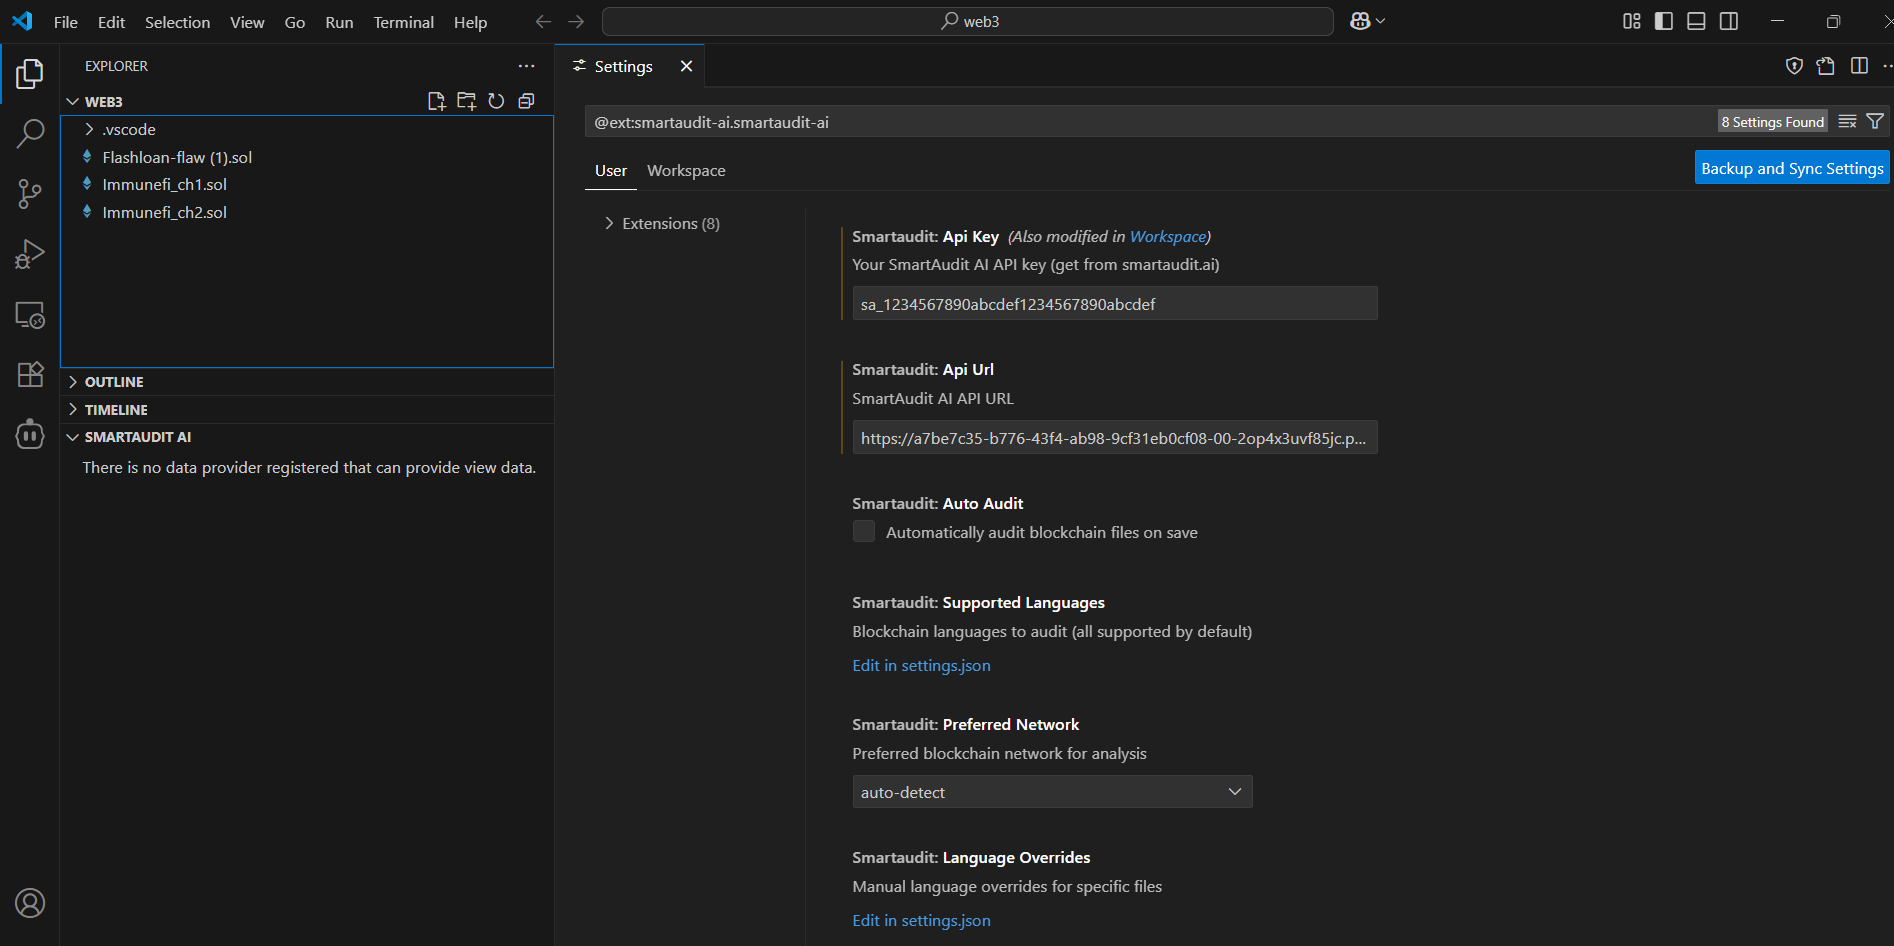 File Edit Selection View Go Run Terminal Help
web3
EXPLORER
WEB3
.vscode
Flashloan-flaw (1).sol
Immunefi_ch1.sol
Immunefi_ch2.sol
OUTLINE
TIMELINE
SMARTAUDIT AI
There is no data provider registered that can provide view data.
Settings
@ext:smartaudit-ai.smartaudit-ai
8 Settings Found
User Workspace
Backup and Sync Settings
Extensions (8)
Smartaudit: Api Key (Also modified in Workspace)
Your SmartAudit AI API key (get from smartaudit.ai)
sa_1234567890abcdef1234567890abcdef
Smartaudit: Api Url
SmartAudit AI API URL
https://a7be7c35-b776-43f4-ab98-9cf31eb0cf08-00-2op4x3uvf85jc.p...
Smartaudit: Auto Audit
Automatically audit blockchain files on save
Smartaudit: Supported Languages
Blockchain languages to audit (all supported by default)
Edit in settings.json
Smartaudit: Preferred Network
Preferred blockchain network for analysis
auto-detect
Smartaudit: Language Overrides
Manual language overrides for specific files
Edit in settings.json